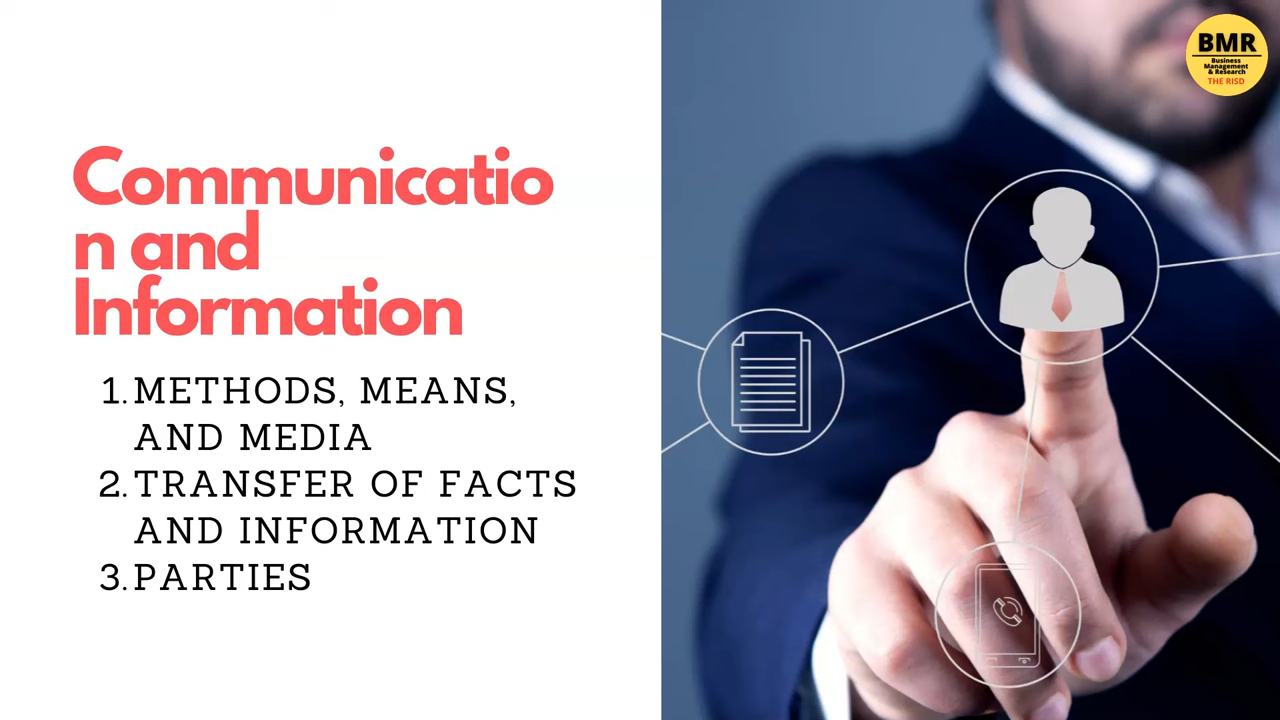 Communicatio
n and
Information
1. METHODS, MEANS,
AND MEDIA
2. TRANSFER OF FACTS
AND INFORMATION
3. PARTIES
BMR
Business
Management
& Research
THE RISD